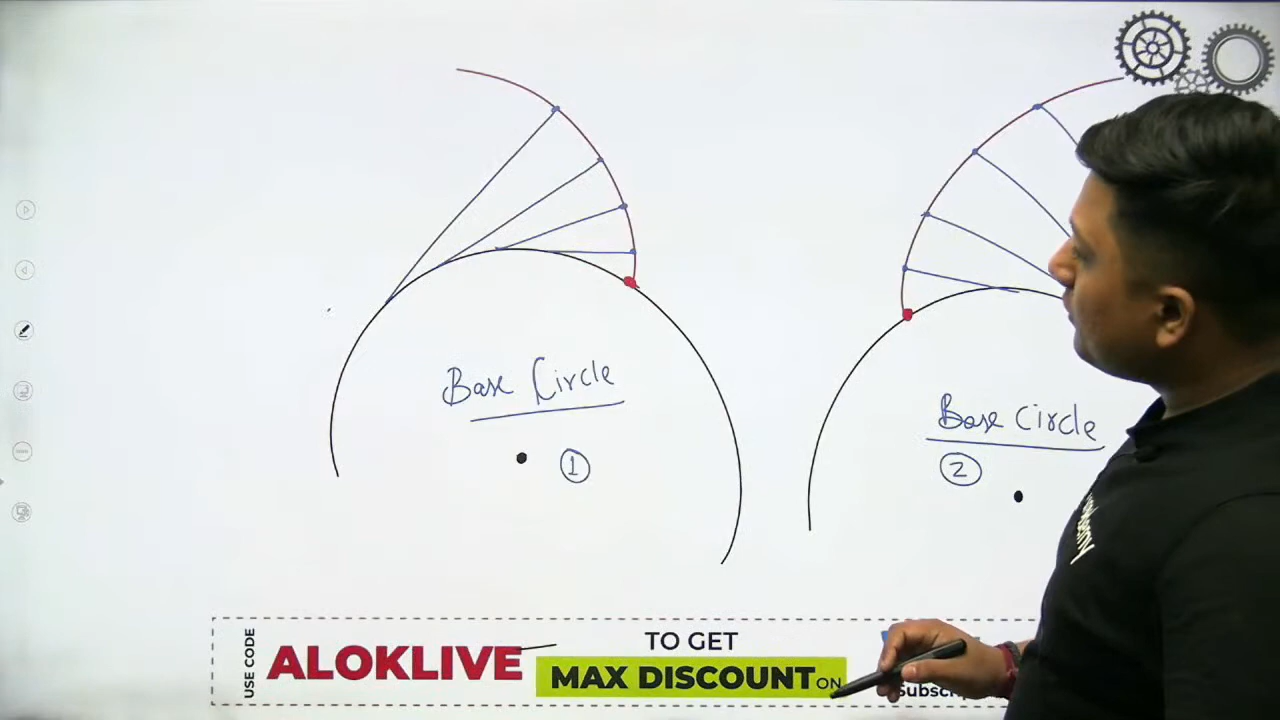 Base Circle
1
Base Circle
2
USE CODE
ALOKLIVE
TO GET
MAX DISCOUNT ON